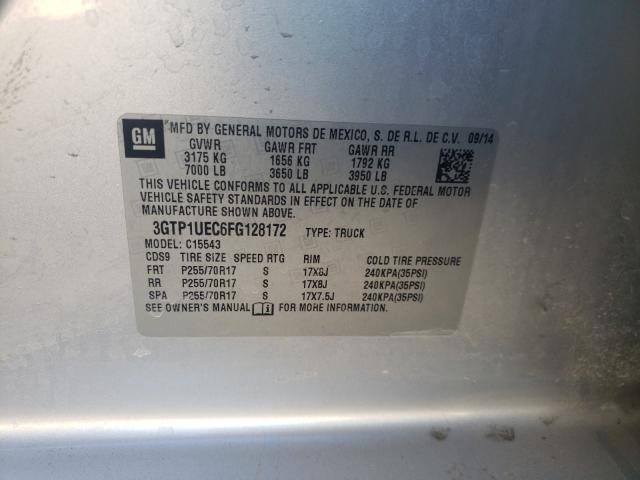 GM MFD BY GENERAL MOTORS DE MEXICO, S. DE R.L. DE C.V. 09/14
GVWR GAWR FRT GAWR RR
3175 KG 1656 KG 1792 KG
7000 LB 3650 LB 3950 LB
THIS VEHICLE CONFORMS TO ALL APPLICABLE U.S. FEDERAL MOTOR
VEHICLE SAFETY STANDARDS IN EFFECT ON THE DATE OF
MANUFACTURE SHOWN ABOVE.
3GTP1UEC6FG128172 TYPE: TRUCK
MODEL: C15543
CDS9 TIRE SIZE SPEED RTG RIM COLD TIRE PRESSURE
FRT P255/70R17 S 17X8J 240KPA(35PSI)
RR P255/70R17 S 17X8J 240KPA(35PSI)
SPA P255/70R17 S 17X7.5J 240KPA(35PSI)
SEE OWNER'S MANUAL FOR MORE INFORMATION.